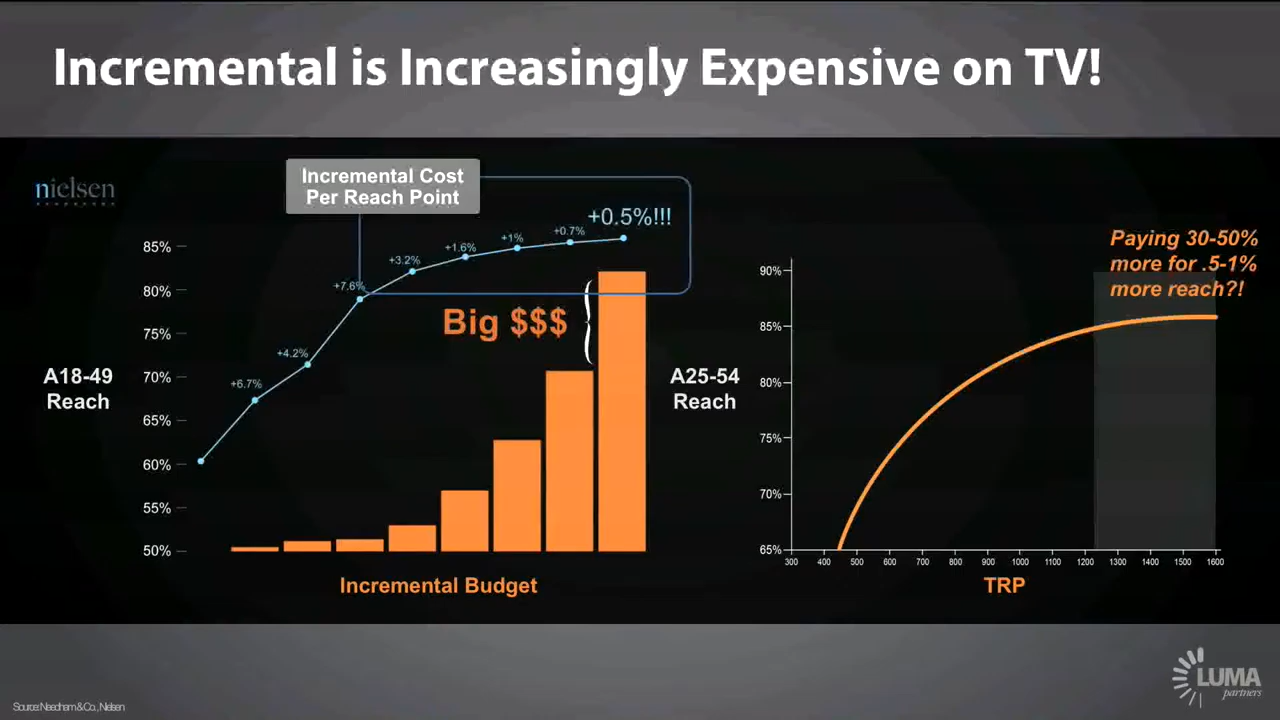 Incremental is Increasingly Expensive on TV!
nielsen
Incremental Cost
Per Reach Point
+0.5%!!!
+0.7%
+1%
+1.6%
+3.2%
+7.6%
+4.2%
+6.7%
85%
80%
75%
70%
65%
60%
55%
50%
A18-49
Reach
Big $$$
Incremental Budget
Paying 30-50%
more for .5-1%
more reach?!
A25-54
Reach
90%
85%
80%
75%
70%
65%
300 400 500 600 700 800 900 1000 1100 1200 1300 1400 1500 1600
TRP
LUMA
partners
Source: Needham & Co., Nielsen